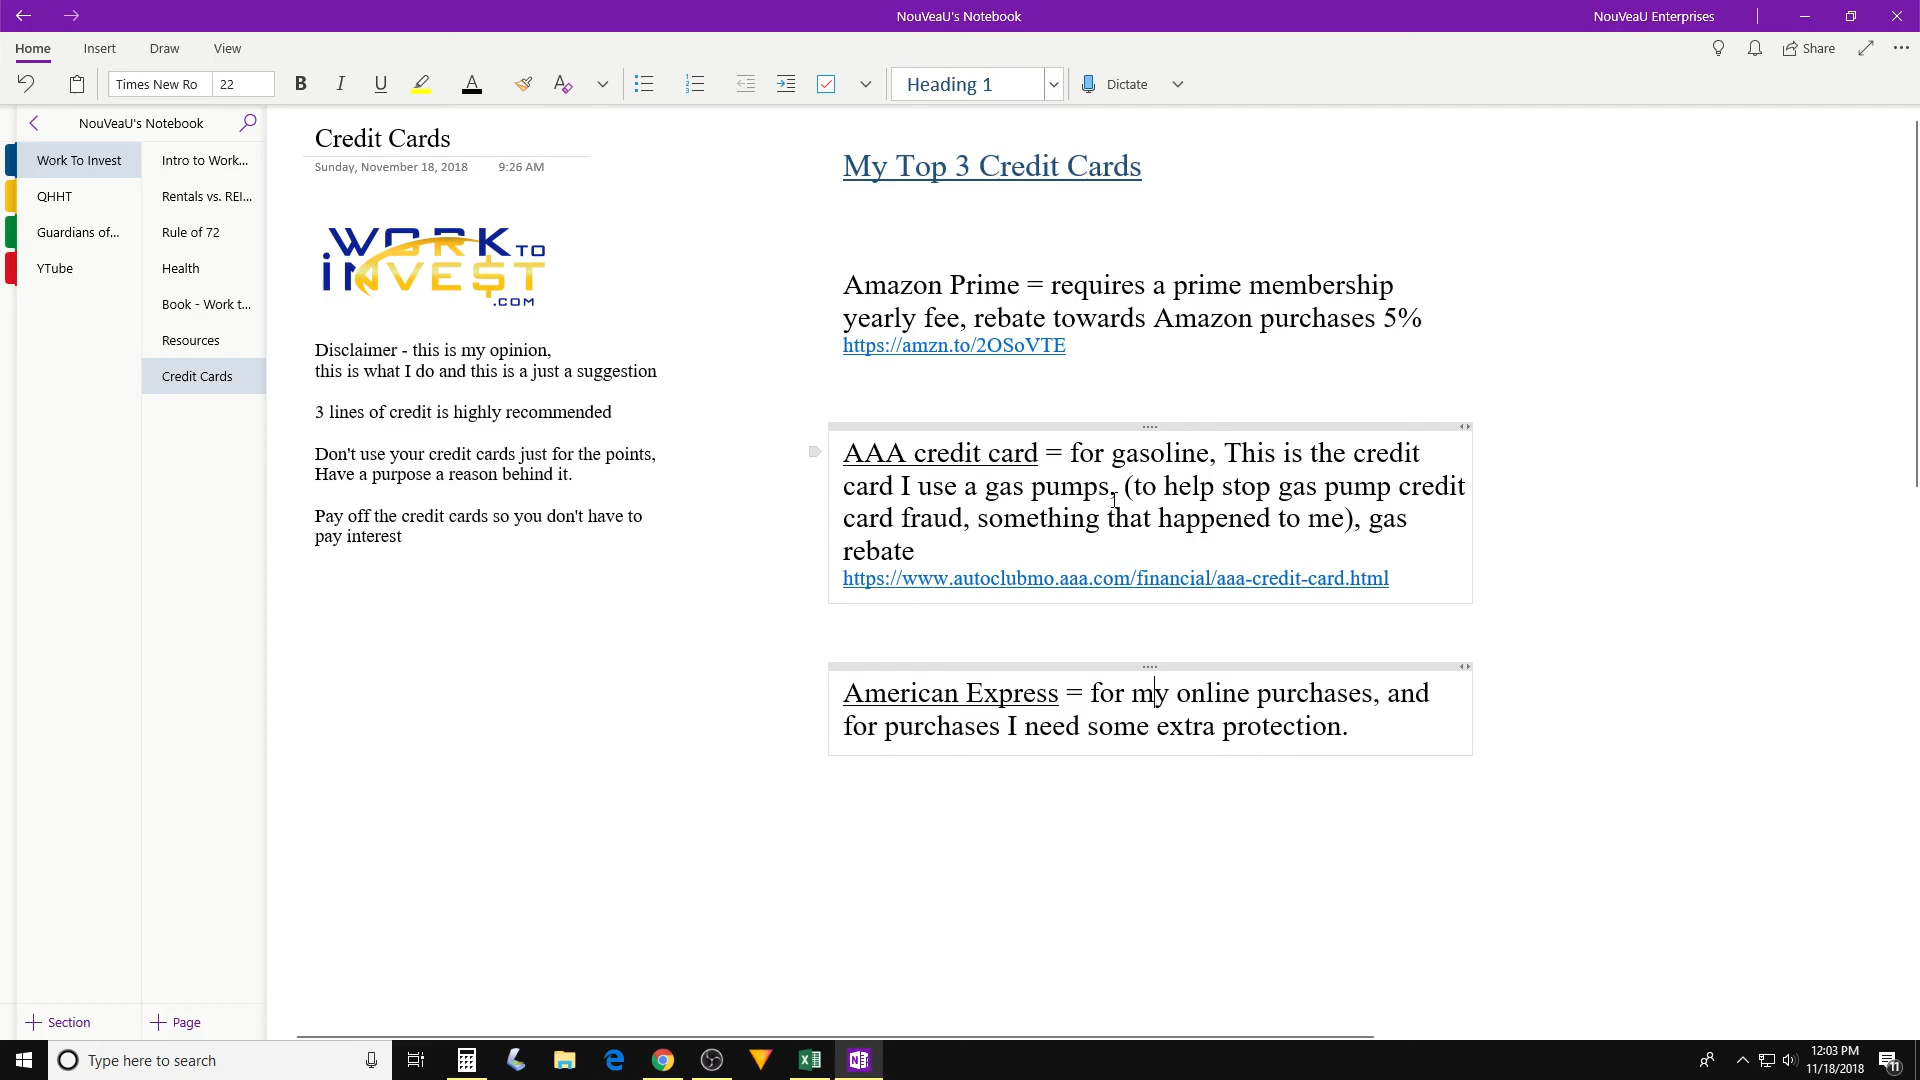 NouVeaU's Notebook
NouVeaU Enterprises
Home
Insert
Draw
View
Share
Times New Ro
22
B
I
U
A
A
Heading 1
Dictate
NouVeaU's Notebook
Work To Invest
QHHT
Guardians of...
YTube
Intro to Work...
Rentals vs. REI...
Rule of 72
Health
Book - Work t...
Resources
Credit Cards
Section
Page
Credit Cards
Sunday, November 18, 2018
9:26 AM
WORK TO
INVE$T
.COM
Disclaimer - this is my opinion,
this is what I do and this is a just a suggestion
3 lines of credit is highly recommended
Don't use your credit cards just for the points,
Have a purpose a reason behind it.
Pay off the credit cards so you don't have to
pay interest
My Top 3 Credit Cards
Amazon Prime = requires a prime membership
yearly fee, rebate towards Amazon purchases 5%
https://amzn.to/2OSoVTE
AAA credit card = for gasoline, This is the credit
card I use a gas pumps, (to help stop gas pump credit
card fraud, something that happened to me), gas
rebate
https://www.autoclubmo.aaa.com/financial/aaa-credit-card.html
American Express = for my online purchases, and
for purchases I need some extra protection.
Type here to search
12:03 PM
11/18/2018
11